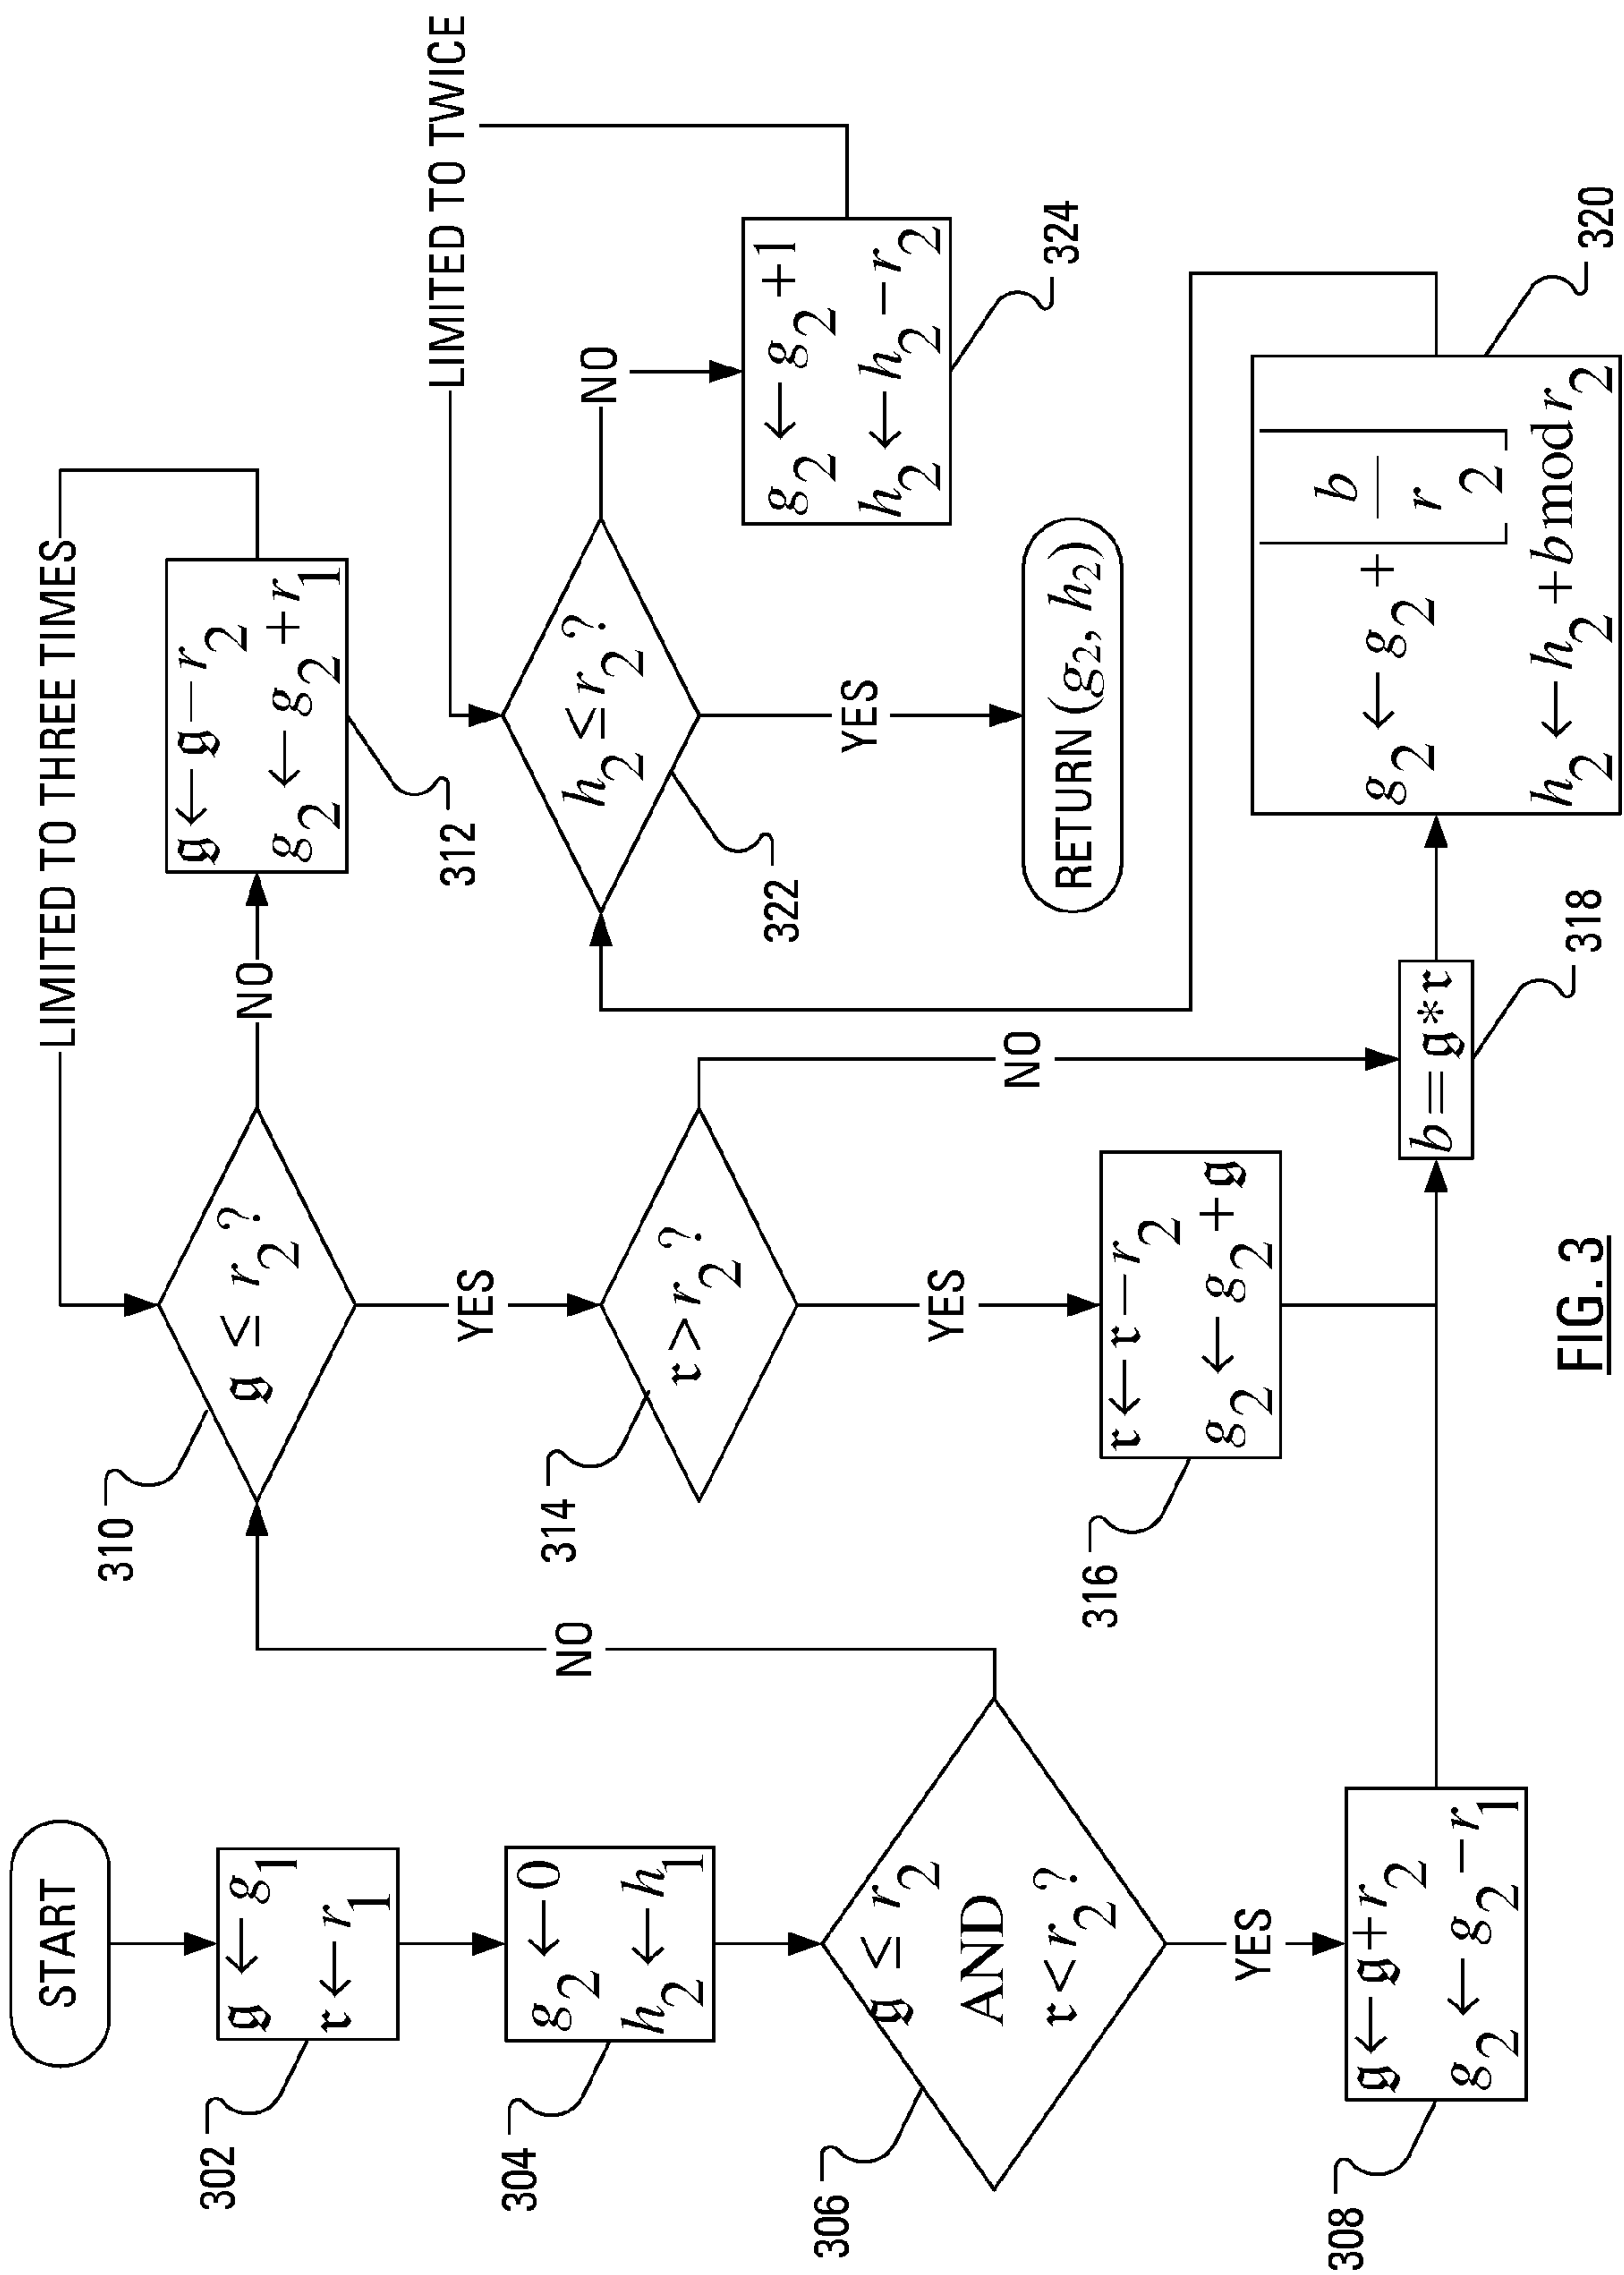 START
𝔤 ← g₁
𝔯 ← r₁
302
g₂ ← 0
h₂ ← h₁
304
𝔤 ≤ r₂
AND
𝔯 < r₂ ?
306
YES
NO
𝔤 ← 𝔤 + r₂
g₂ ← g₂ − r₁
308
𝔤 ≤ r₂ ?
310
NO
YES
LIMITED TO THREE TIMES
𝔤 ← 𝔤 − r₂
g₂ ← g₂ + r₁
312
𝔯 > r₂ ?
314
NO
YES
𝔯 ← 𝔯 − r₂
g₂ ← g₂ + 𝔤
316
b = 𝔤 * 𝔯
318
g₂ ← g₂ + ⌊b / r₂⌋
h₂ ← h₂ + b mod r₂
320
h₂ ≤ r₂ ?
322
NO
YES
LIMITED TO TWICE
g₂ ← g₂ + 1
h₂ ← h₂ − r₂
324
RETURN (g₂, h₂)
FIG. 3